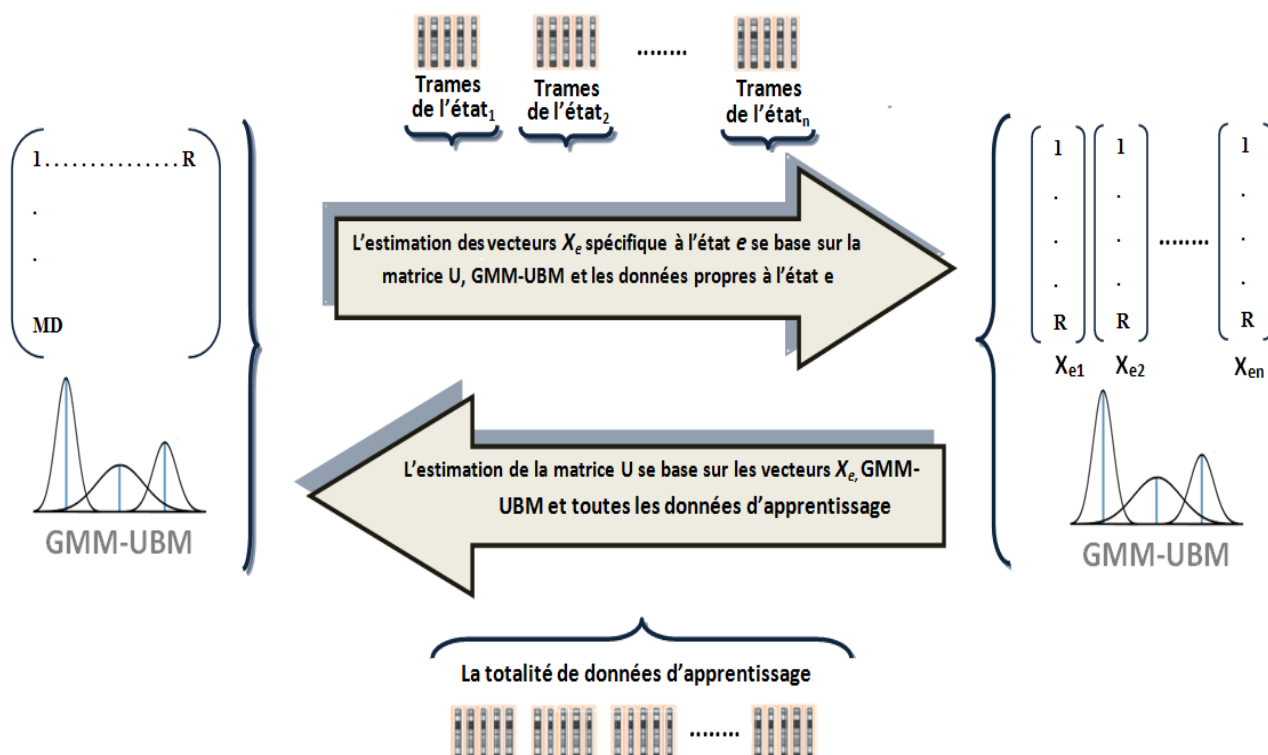 Trames
de l'état1
Trames
de l'état2
........
Trames
de l'étatn
1..............R
.
.
MD
GMM-UBM
L'estimation des vecteurs Xe spécifique à l'état e se base sur la
matrice U, GMM-UBM et les données propres à l'état e
L'estimation de la matrice U se base sur les vecteurs Xe, GMM-
UBM et toutes les données d'apprentissage
1
.
.
.
R
1
.
.
.
R
.........
1
.
.
.
R
Xe1
Xe2
Xen
GMM-UBM
La totalité de données d'apprentissage
........